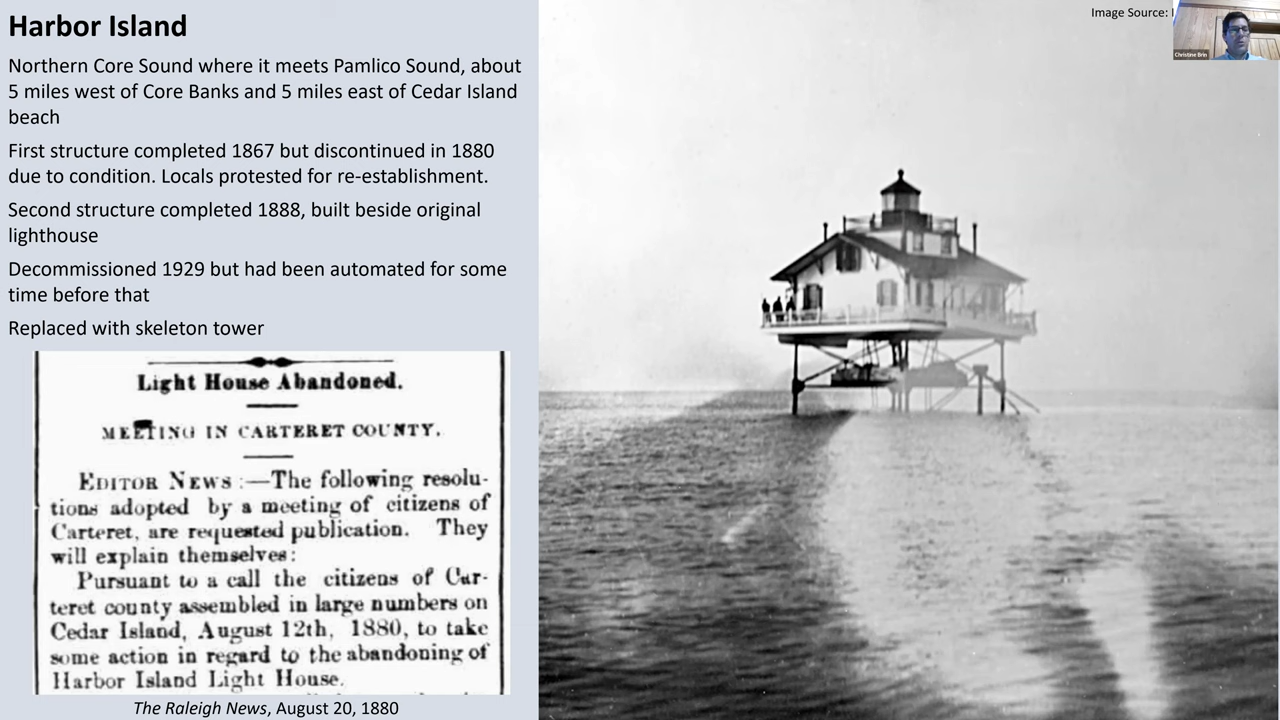 Harbor Island
Northern Core Sound where it meets Pamlico Sound, about
5 miles west of Core Banks and 5 miles east of Cedar Island
beach
First structure completed 1867 but discontinued in 1880
due to condition. Locals protested for re-establishment.
Second structure completed 1888, built beside original
lighthouse
Decommissioned 1929 but had been automated for some
time before that
Replaced with skeleton tower
Light House Abandoned.
MEETING IN CARTERET COUNTY.
EDITOR NEWS :—The following resolu-
tions adopted by a meeting of citizens of
Carteret, are requested publication. They
will explain themselves:
Pursuant to a call the citizens of Car-
teret county assembled in large numbers on
Cedar Island, August 12th, 1880, to take
some action in regard to the abandoning of
Harbor Island Light House.
The Raleigh News, August 20, 1880
Image Source:
Christine Brin